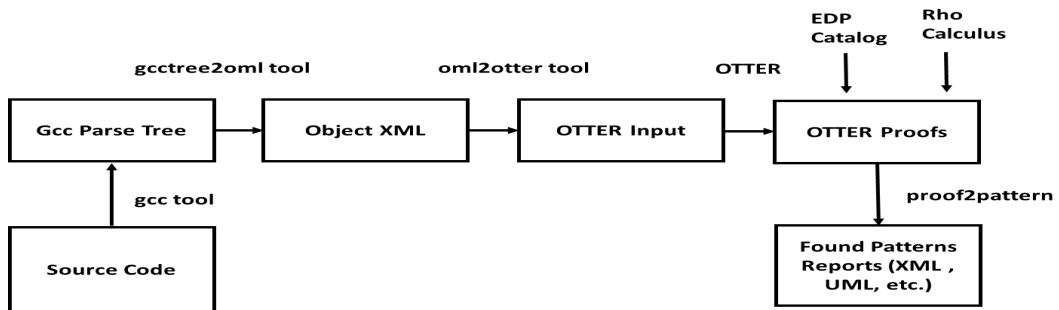 EDP
Catalog
Rho
Calculus
gcctree2oml tool
oml2otter tool
OTTER
Gcc Parse Tree
Object XML
OTTER Input
OTTER Proofs
gcc tool
proof2pattern
Source Code
Found Patterns
Reports (XML ,
UML, etc.)